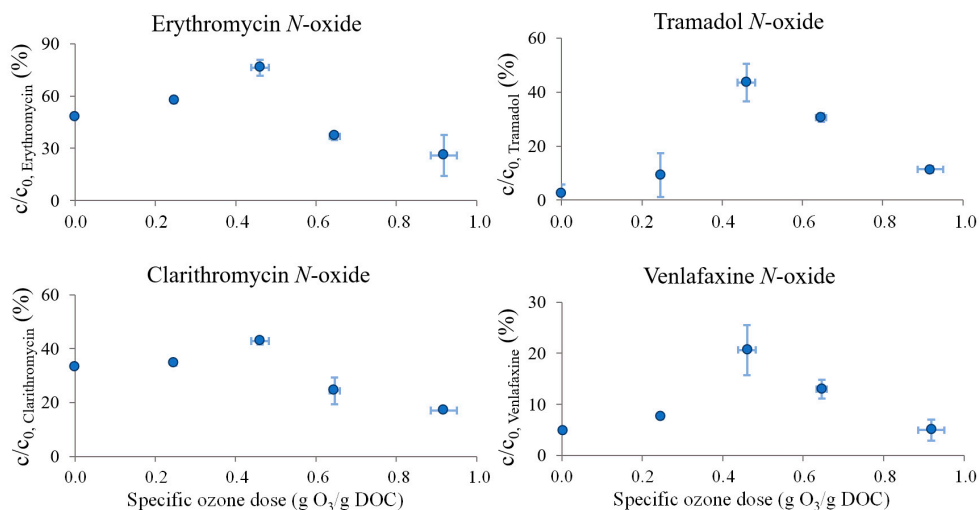 Erythromycin N-oxide
c/c0, Erythromycin (%)
90
60
30
0
0.0 0.2 0.4 0.6 0.8 1.0
Tramadol N-oxide
c/c0, Tramadol (%)
60
40
20
0
0.0 0.2 0.4 0.6 0.8 1.0
Clarithromycin N-oxide
c/c0, Clarithromycin (%)
60
40
20
0
0.0 0.2 0.4 0.6 0.8 1.0
Specific ozone dose (g O3/g DOC)
Venlafaxine N-oxide
c/c0, Venlafaxine (%)
30
20
10
0
0.0 0.2 0.4 0.6 0.8 1.0
Specific ozone dose (g O3/g DOC)